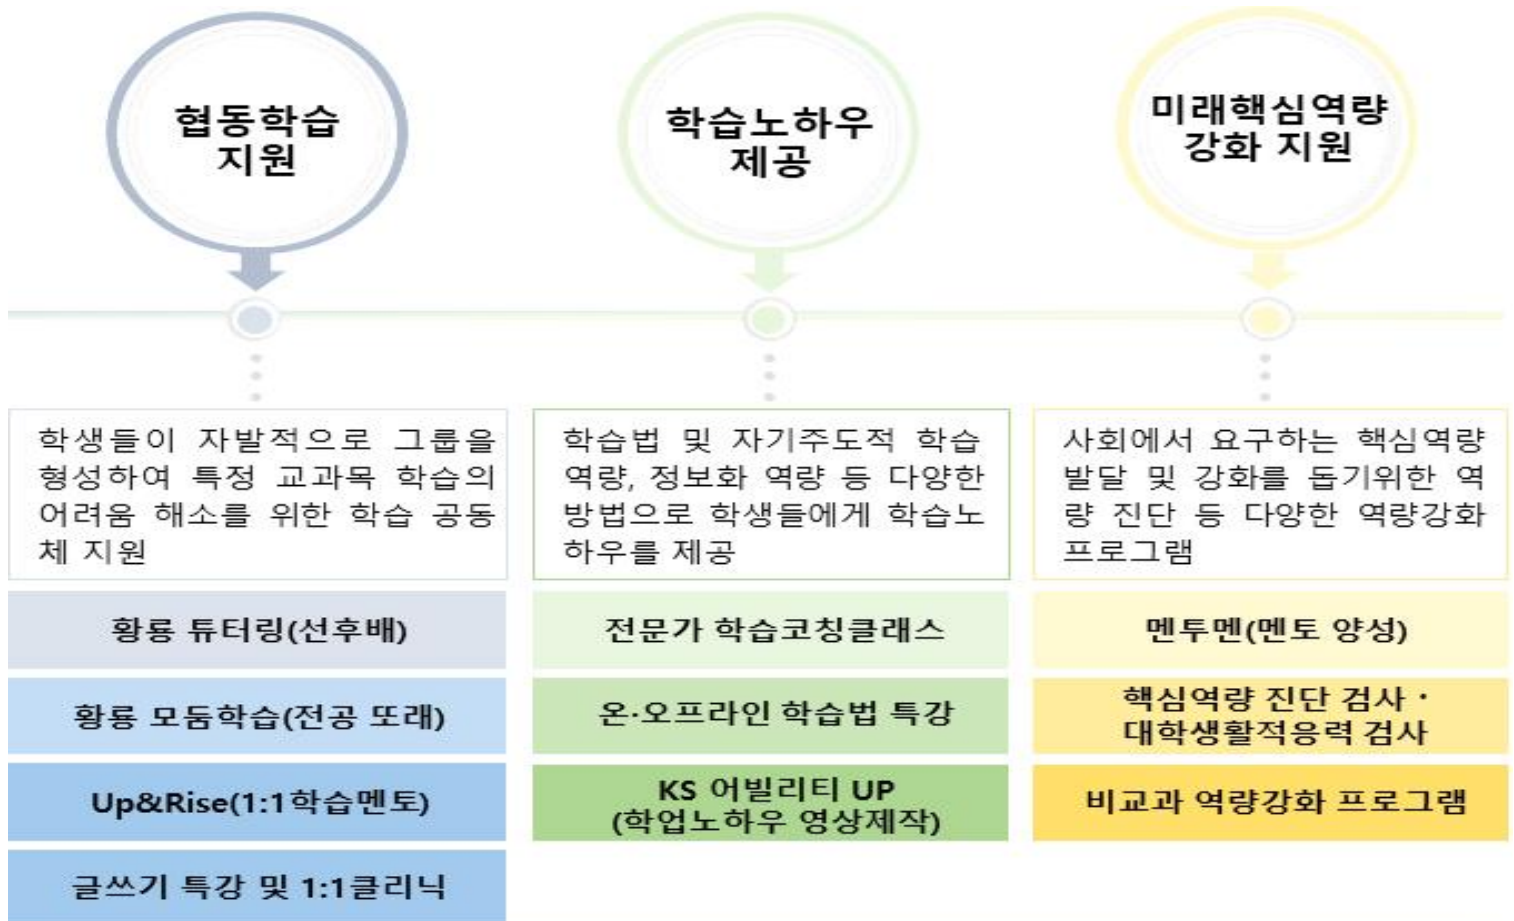 협동학습
지원
학생들이 자발적으로 그룹을
형성하여 특정 교과목 학습의
어려움 해소를 위한 학습 공동
체 지원
황룡 튜터링(선후배)
황룡 모둠학습(전공 또래)
Up&Rise(1:1학습멘토)
글쓰기 특강 및 1:1클리닉
학습노하우
제공
학습법 및 자기주도적 학습
역량, 정보화 역량 등 다양한
방법으로 학생들에게 학습노
하우를 제공
전문가 학습코칭클래스
온·오프라인 학습법 특강
KS 어빌리티 UP
(학업노하우 영상제작)
미래핵심역량
강화 지원
사회에서 요구하는 핵심역량
발달 및 강화를 돕기위한 역
량 진단 등 다양한 역량강화
프로그램
멘투멘(멘토 양성)
핵심역량 진단 검사 ·
대학생활적응력 검사
비교과 역량강화 프로그램